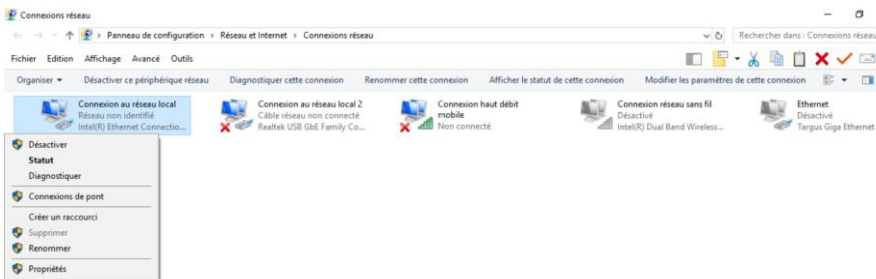 Connexions réseau
Panneau de configuration > Réseau et Internet > Connexions réseau
Rechercher dans : Connexions réseau
Fichier Edition Affichage Avancé Outils
Organiser Désactiver ce périphérique réseau Diagnostiquer cette connexion Renommer cette connexion Afficher le statut de cette connexion Modifier les paramètres de cette connexion
Connexion au réseau local
Réseau non identifié
Intel(R) Ethernet Connectio...
Connexion au réseau local 2
Câble réseau non connecté
Realtek USB GbE Family Co...
Connexion haut débit
mobile
Non connecté
Connexion réseau sans fil
Désactivé
Intel(R) Dual Band Wireless...
Ethernet
Désactivé
Targus Giga Ethernet
Désactiver
Statut
Diagnostiquer
Connexions de pont
Créer un raccourci
Supprimer
Renommer
Propriétés